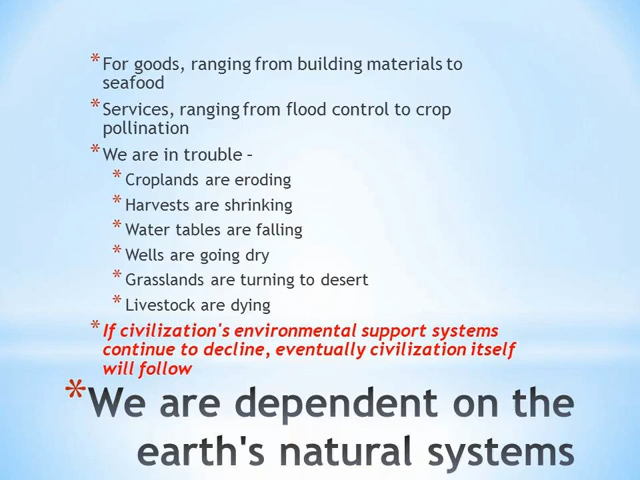 * For goods, ranging from building materials to
seafood
* Services, ranging from flood control to crop
pollination
* We are in trouble –
* Croplands are eroding
* Harvests are shrinking
* Water tables are falling
* Wells are going dry
* Grasslands are turning to desert
* Livestock are dying
* If civilization's environmental support systems
continue to decline, eventually civilization itself
will follow
* We are dependent on the
earth's natural systems